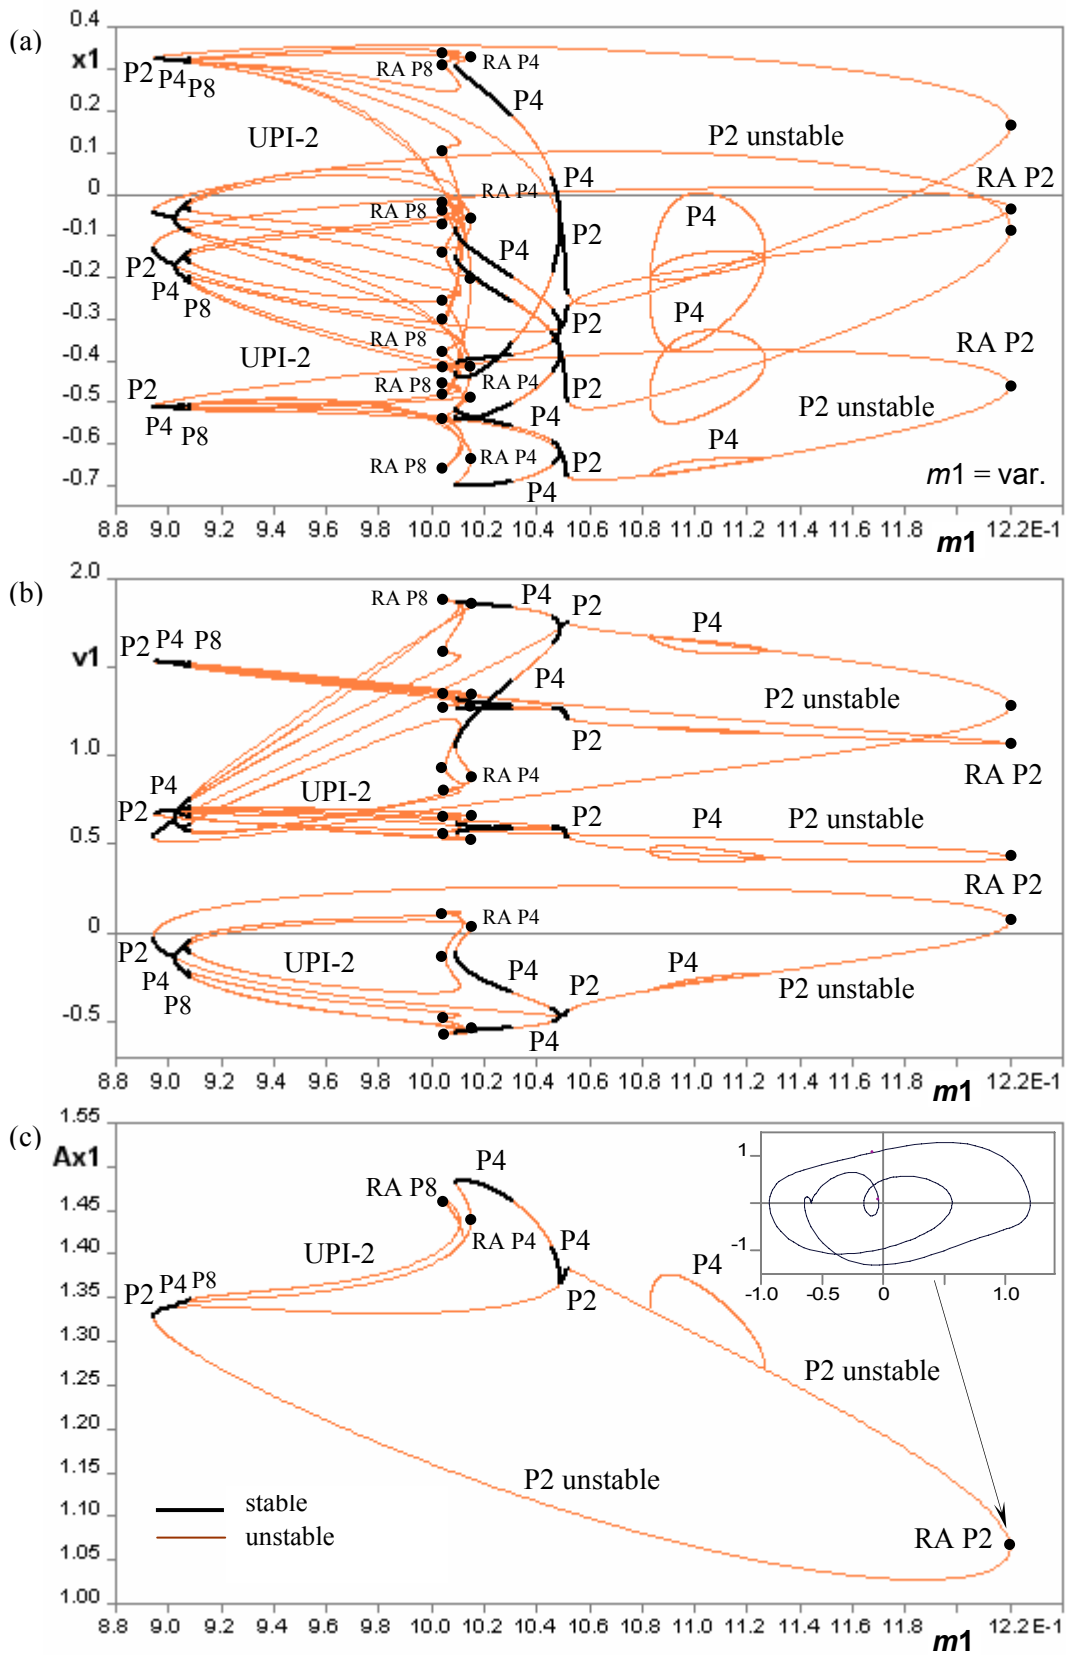 (a)
0.4
x1
0.2
0.1
0
-0.1
-0.2
-0.3
-0.4
-0.5
-0.6
-0.7
P2 P4 P8
RA P8
RA P4
P4
UPI-2
P2 unstable
P4
RA P4
RA P2
RA P8
P4
P4
P2
P2
P4
P8
P4
P2
RA P8
UPI-2
RA P2
P2
RA P8
RA P4
P2
P4 P8
P4
P2 unstable
P4
RA P8
RA P4
P2
P4
m1 = var.
8.8 9.0 9.2 9.4 9.6 9.8 10.0 10.2 10.4 10.6 10.8 11.0 11.2 11.4 11.6 11.8 12.2E-1
m1
(b)
2.0
v1
1.0
0.5
0
-0.5
RA P8
P4
P2
P4
P2 P4 P8
P4
P2 unstable
P2
RA P2
P4
P2
UPI-2
RA P4
P2
P4
P2 unstable
RA P2
RA P4
P2
P4
P8
UPI-2
P4
P2
P4
P2 unstable
P4
8.8 9.0 9.2 9.4 9.6 9.8 10.0 10.2 10.4 10.6 10.8 11.0 11.2 11.4 11.6 11.8 12.2E-1
m1
(c)
1.55
Ax1
1.45
1.40
1.35
1.30
1.25
1.20
1.15
1.10
1.05
1.00
P4
RA P8
RA P4
P4
UPI-2
P4
P2 P4 P8
P2
1
-1
-1.0 -0.5 0 1.0
P2 unstable
P2 unstable
stable
unstable
RA P2
8.8 9.0 9.2 9.4 9.6 9.8 10.0 10.2 10.4 10.6 10.8 11.0 11.2 11.4 11.6 11.8 12.2E-1
m1